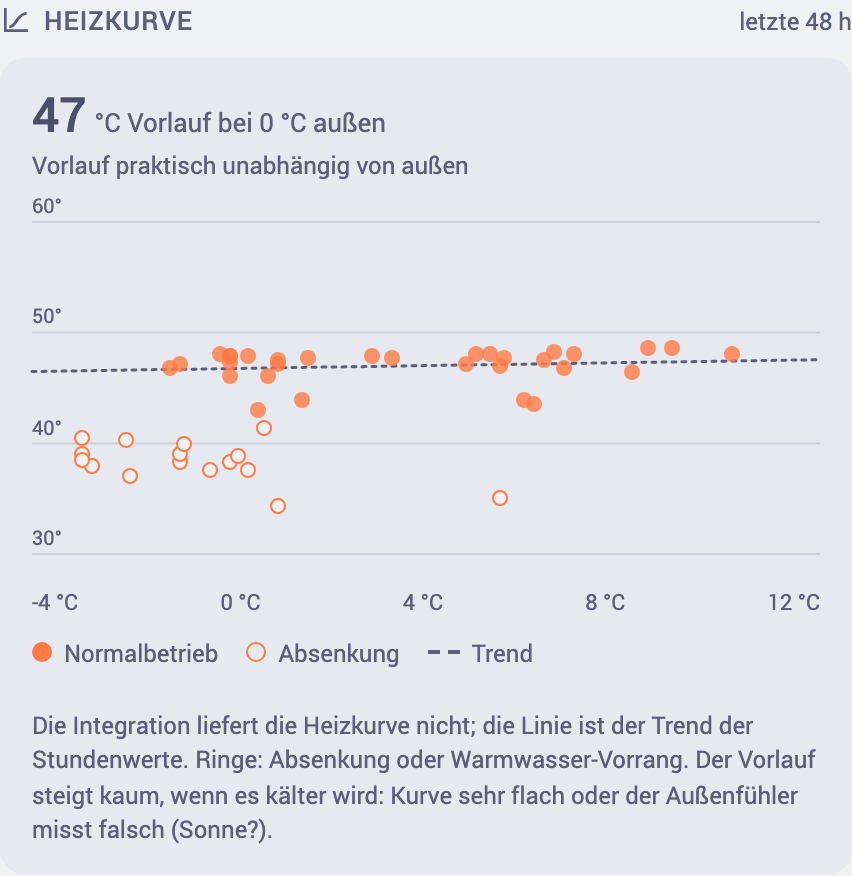 HEIZKURVE
letzte 48 h
47 °C Vorlauf bei 0 °C außen
Vorlauf praktisch unabhängig von außen
60°
50°
40°
30°
-4 °C 0 °C 4 °C 8 °C 12 °C
Normalbetrieb Absenkung Trend
Die Integration liefert die Heizkurve nicht; die Linie ist der Trend der
Stundenwerte. Ringe: Absenkung oder Warmwasser-Vorrang. Der Vorlauf
steigt kaum, wenn es kälter wird: Kurve sehr flach oder der Außenfühler
misst falsch (Sonne?).